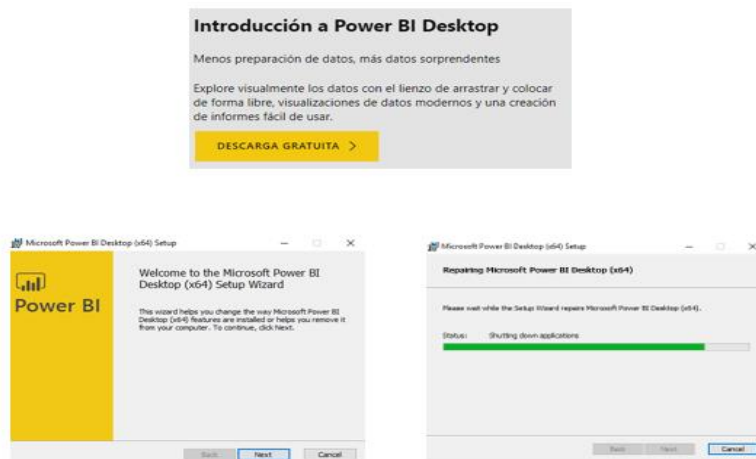 Introducción a Power BI Desktop
Menos preparación de datos, más datos sorprendentes
Explore visualmente los datos con el lienzo de arrastrar y colocar
de forma libre, visualizaciones de datos modernos y una creación
de informes fácil de usar.
DESCARGA GRATUITA >
Microsoft Power BI Desktop (x64) Setup
Power BI
Welcome to the Microsoft Power BI
Desktop (x64) Setup Wizard
This wizard helps you change the way Microsoft Power BI
Desktop (x64) features are installed or helps you remove it
from your computer. To continue, click Next.
Back Next Cancel
Microsoft Power BI Desktop (x64) Setup
Repairing Microsoft Power BI Desktop (x64)
Please wait while the Setup Wizard repairs Microsoft Power BI Desktop (x64).
Status: Shutting down applications
Back Next Cancel